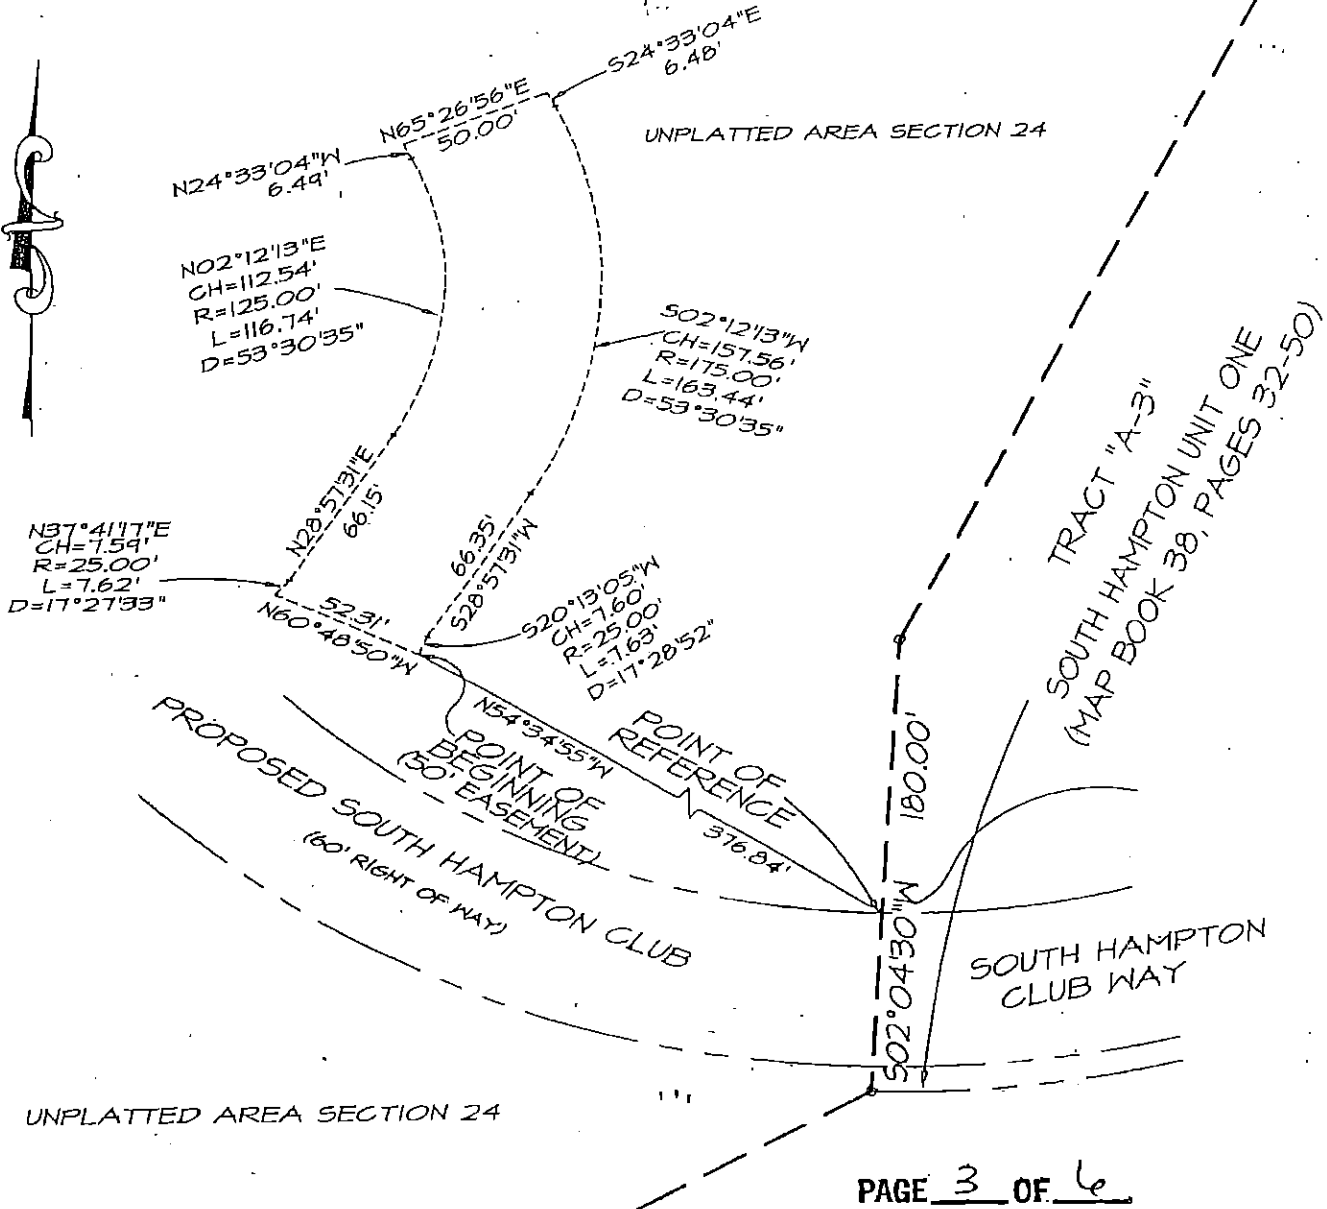 S24°33'04"E
6.48'
N65°26'56"E
50.00'
UNPLATTED AREA SECTION 24
N24°33'04"W
6.49'
N02°12'13"E
CH=112.54'
R=125.00'
L=116.74'
D=53°30'35"
S02°12'13"W
CH=157.56'
R=175.00'
L=163.44'
D=53°30'35"
TRACT "A-3"
SOUTH HAMPTON UNIT ONE
(MAP BOOK 38, PAGES 32-50)
N28°57'31"E
66.15'
66.35'
S28°57'31"W
N37°41'17"E
CH=7.59'
R=25.00'
L=7.62'
D=17°27'33"
52.31'
N60°48'50"W
S20°13'05"W
CH=7.60'
R=25.00'
L=7.63'
D=17°28'52"
N54°34'55"W
376.84'
POINT OF
REFERENCE
POINT OF
BEGINNING
(50' EASEMENT)
180.00'
S02°04'30"W
PROPOSED SOUTH HAMPTON CLUB
(60' RIGHT OF WAY)
SOUTH HAMPTON
CLUB WAY
UNPLATTED AREA SECTION 24
PAGE 3 OF 6